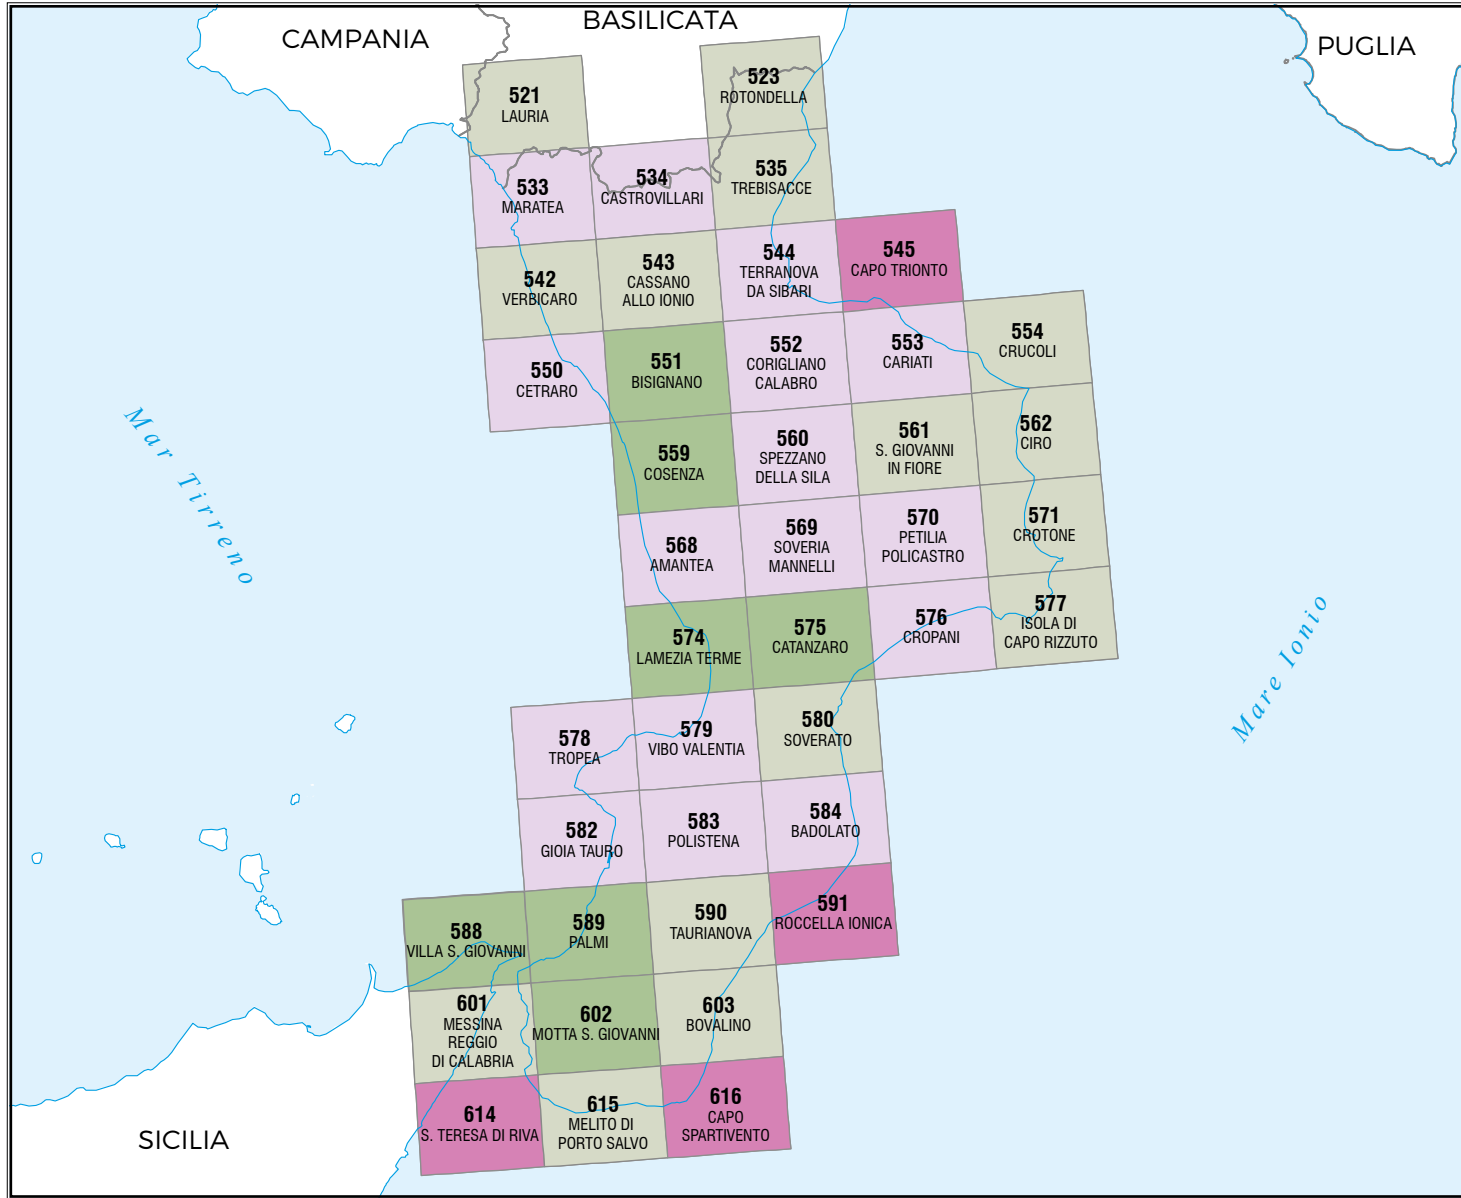 BASILICATA
CAMPANIA
PUGLIA
521
LAURIA
523
ROTONDELLA
533
MARATEA
534
CASTROVILLARI
535
TREBISACCE
542
VERBICARO
543
CASSANO
ALLO IONIO
544
TERRANOVA
DA SIBARI
545
CAPO TRIONTO
550
CETRARO
551
BISIGNANO
552
CORIGLIANO
CALABRO
553
CARIATI
554
CRUCOLI
559
COSENZA
560
SPEZZANO
DELLA SILA
561
S. GIOVANNI
IN FIORE
562
CIRO
Mar Tirreno
568
AMANTEA
569
SOVERIA
MANNELLI
570
PETILIA
POLICASTRO
571
CROTONE
574
LAMEZIA TERME
575
CATANZARO
576
CROPANI
577
ISOLA DI
CAPO RIZZUTO
Mare Ionio
578
TROPEA
579
VIBO VALENTIA
580
SOVERATO
582
GIOIA TAURO
583
POLISTENA
584
BADOLATO
588
VILLA S. GIOVANNI
589
PALMI
590
TAURIANOVA
591
ROCCELLA IONICA
601
MESSINA
REGGIO
DI CALABRIA
602
MOTTA S. GIOVANNI
603
BOVALINO
614
S. TERESA DI RIVA
615
MELITO DI
PORTO SALVO
616
CAPO
SPARTIVENTO
SICILIA